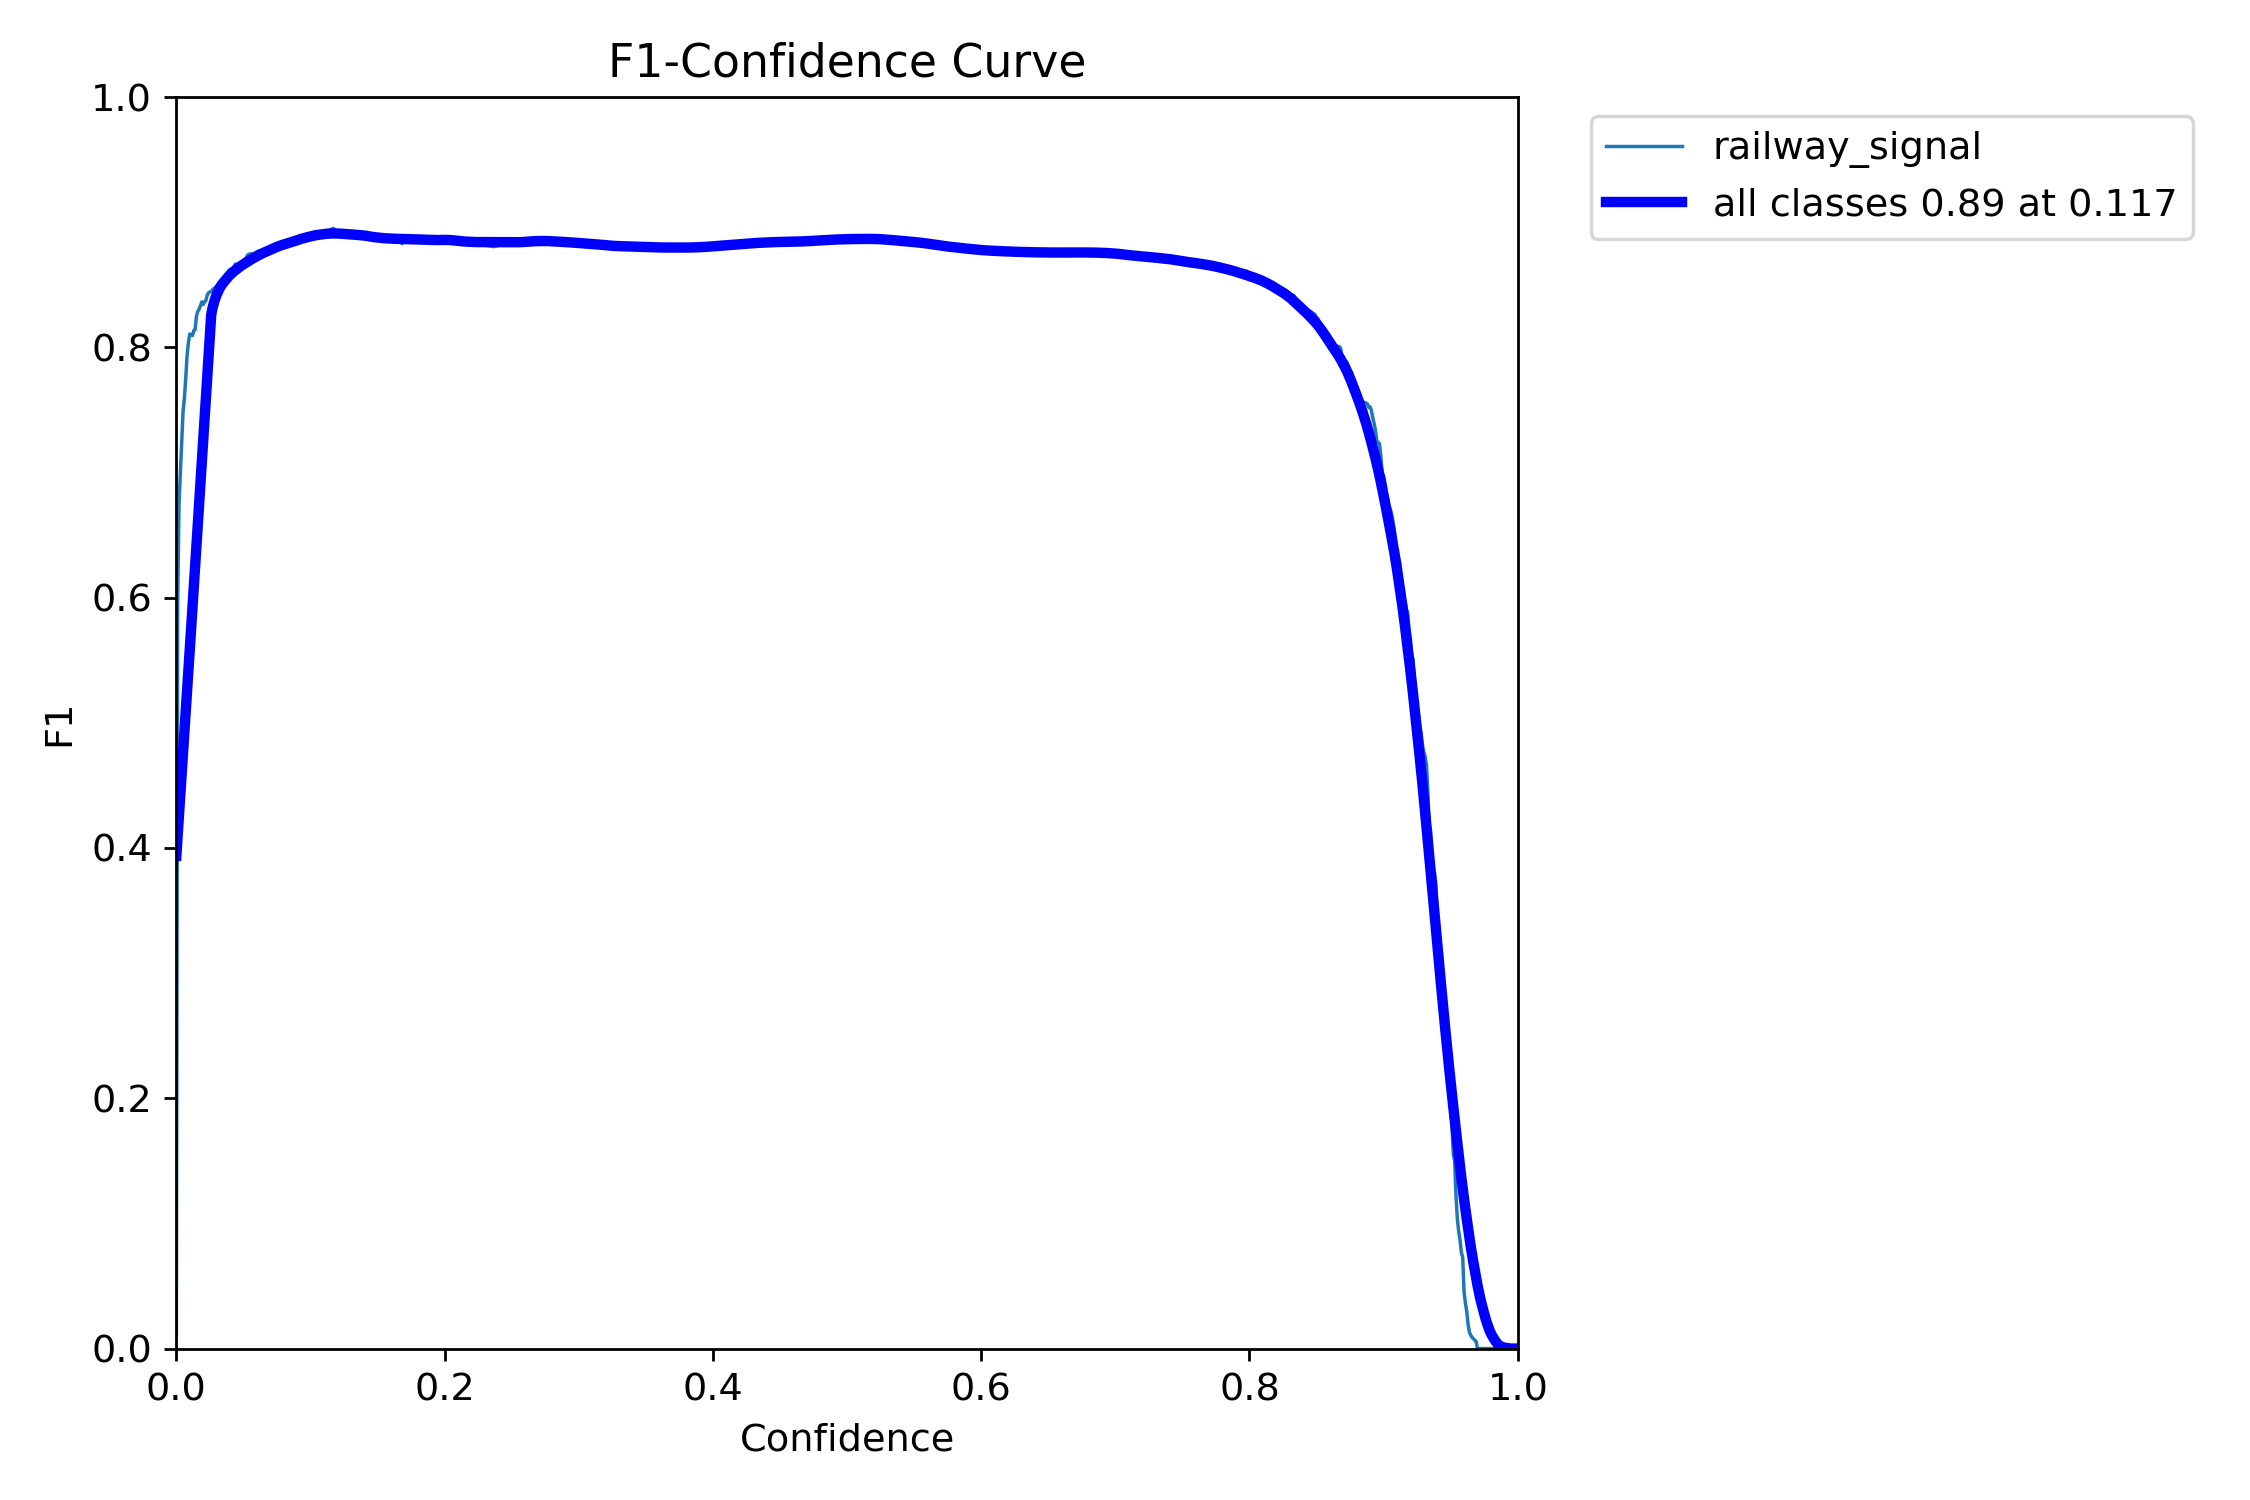 F1-Confidence Curve
1.0
0.8
0.6
0.4
0.2
0.0
F1
0.0 0.2 0.4 0.6 0.8 1.0
Confidence
railway_signal
all classes 0.89 at 0.117